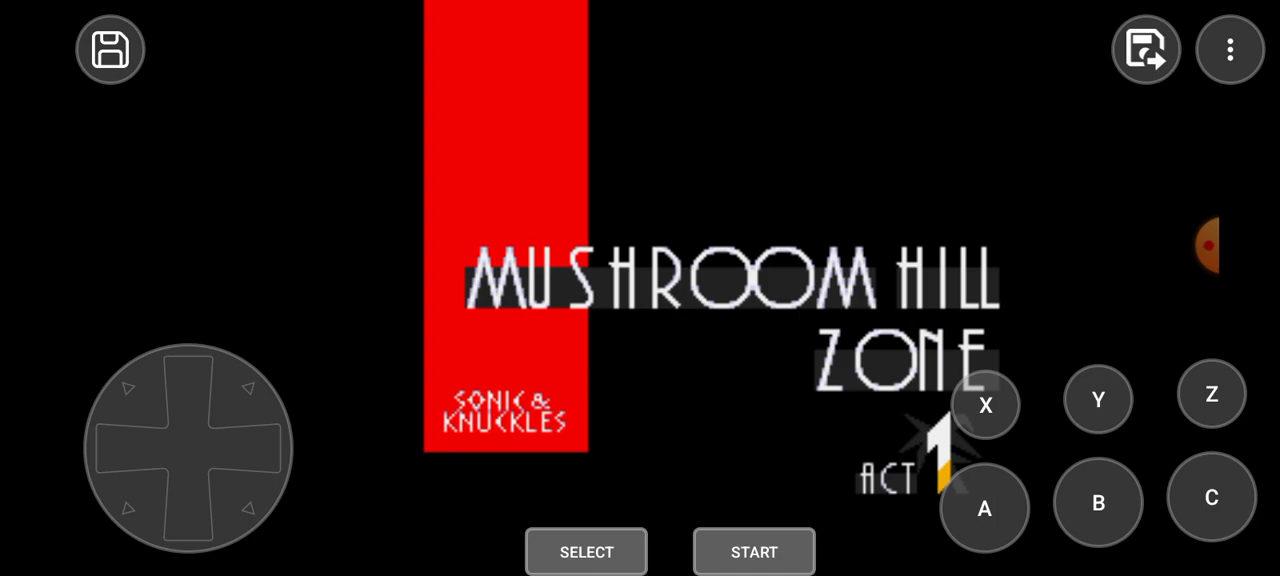 MUSHROOM HILL
ZONE
SONIC &
KNUCKLES
ACT 1
X
Y
Z
A
B
C
SELECT
START